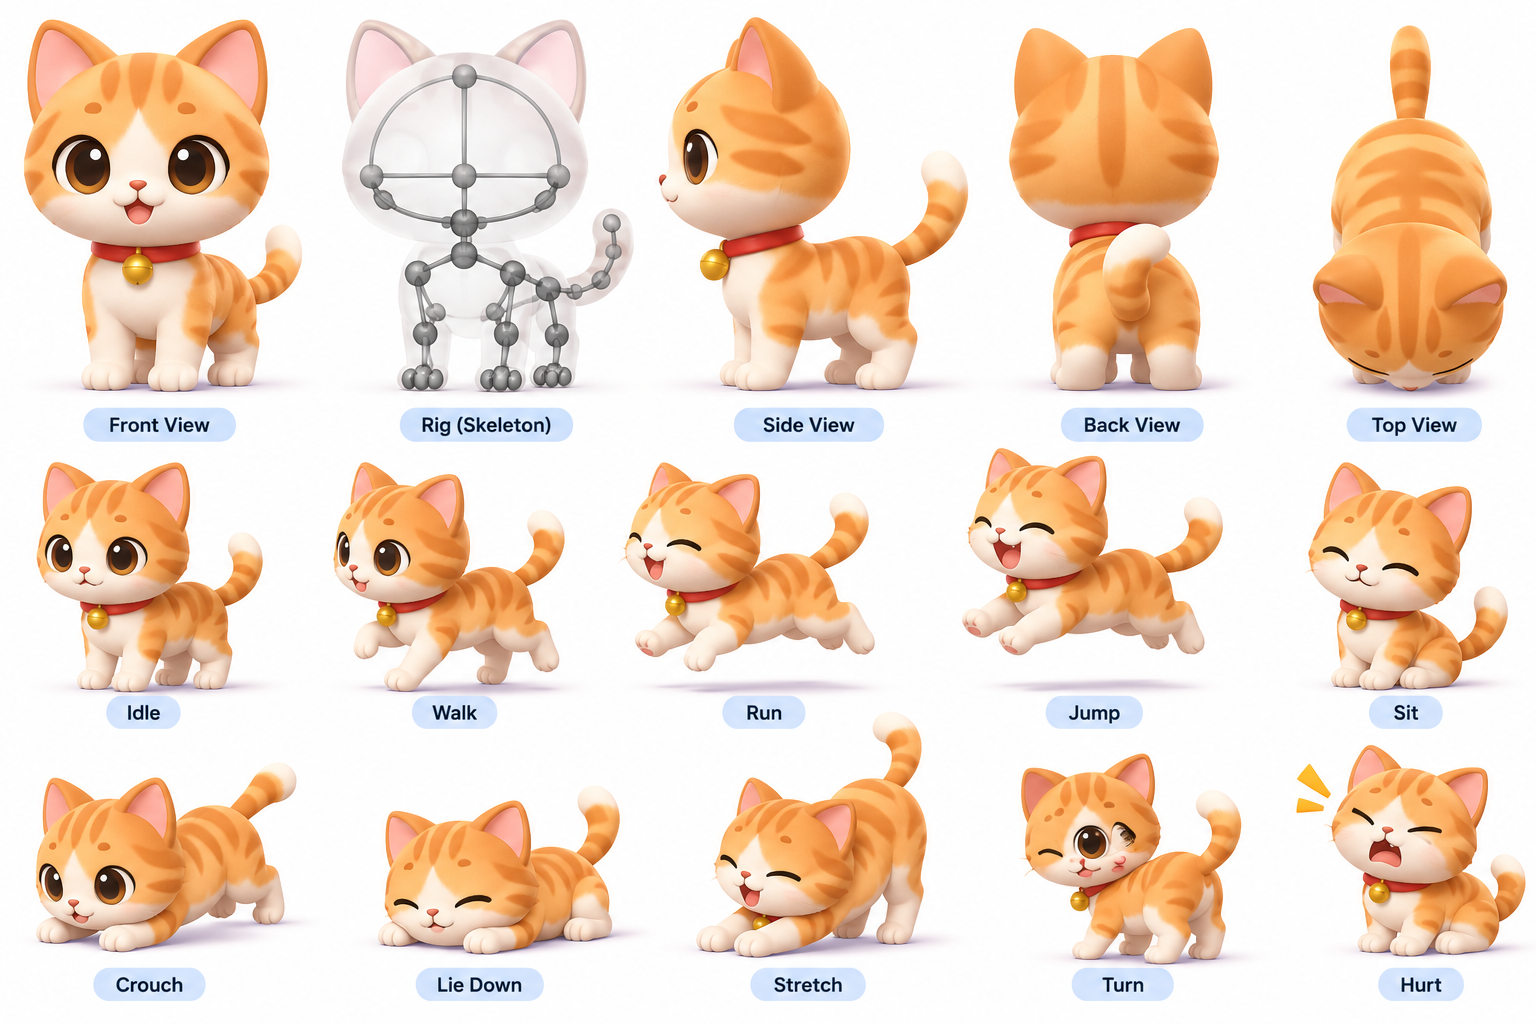 Front View
Rig (Skeleton)
Side View
Back View
Top View
Idle
Walk
Run
Jump
Sit
Crouch
Lie Down
Stretch
Turn
Hurt